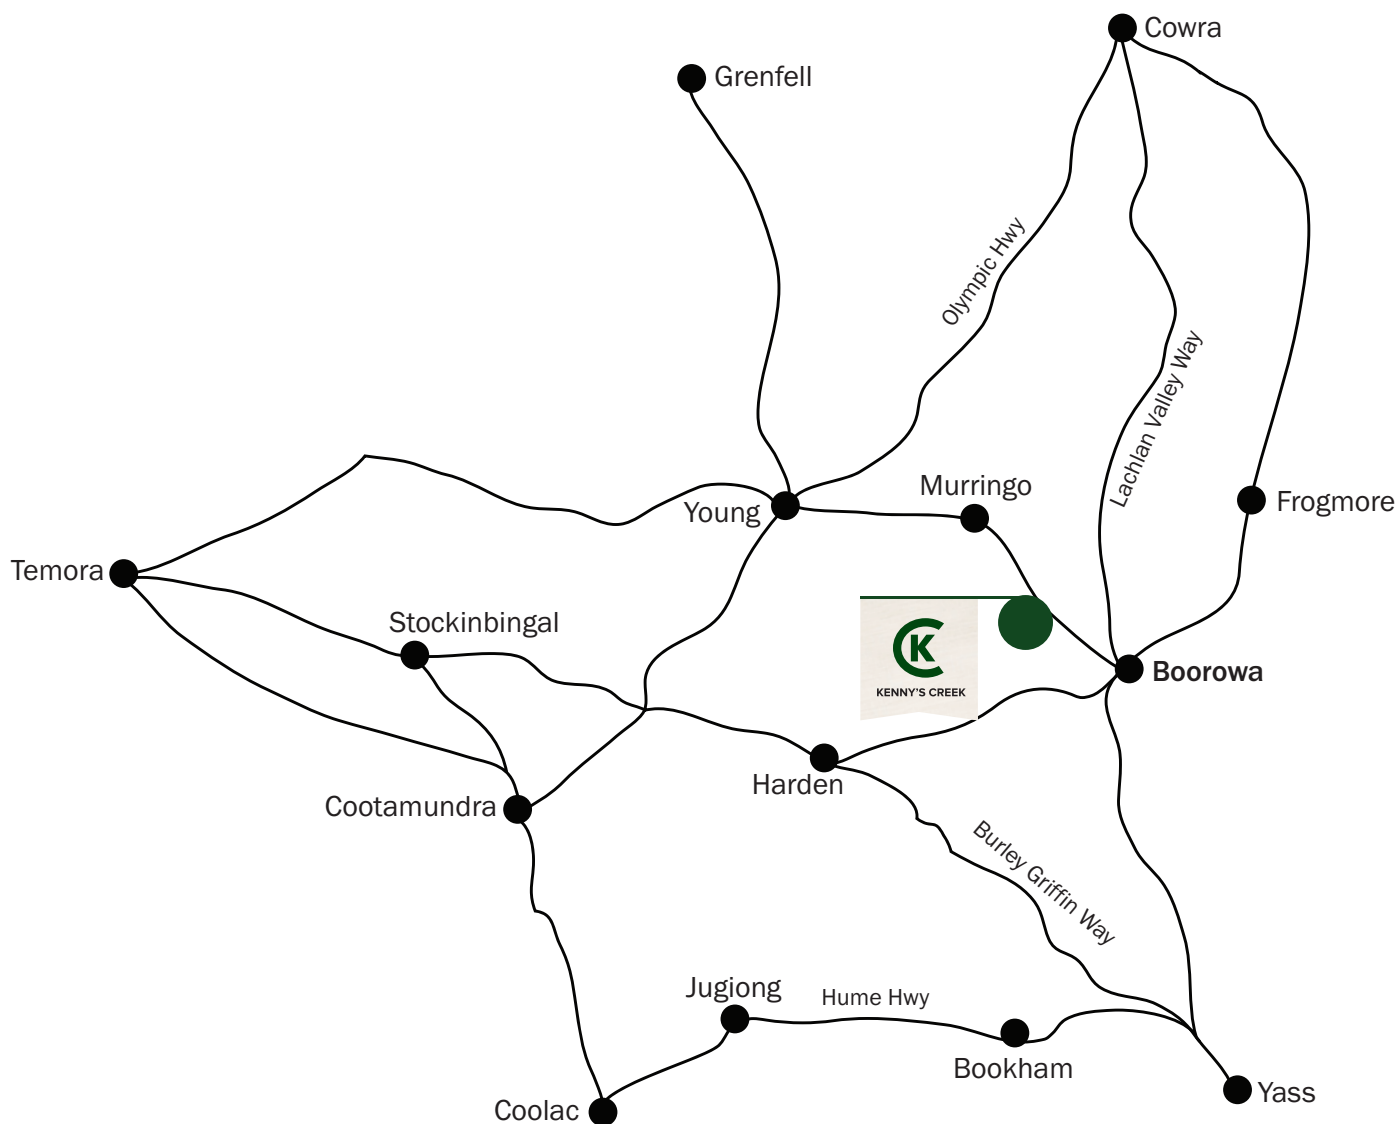 Cowra
Grenfell
Olympic Hwy
Lachlan Valley Way
Murringo
Young
Frogmore
Temora
Stockinbingal
CK
KENNY'S CREEK
Boorowa
Harden
Cootamundra
Burley Griffin Way
Jugiong
Hume Hwy
Bookham
Yass
Coolac